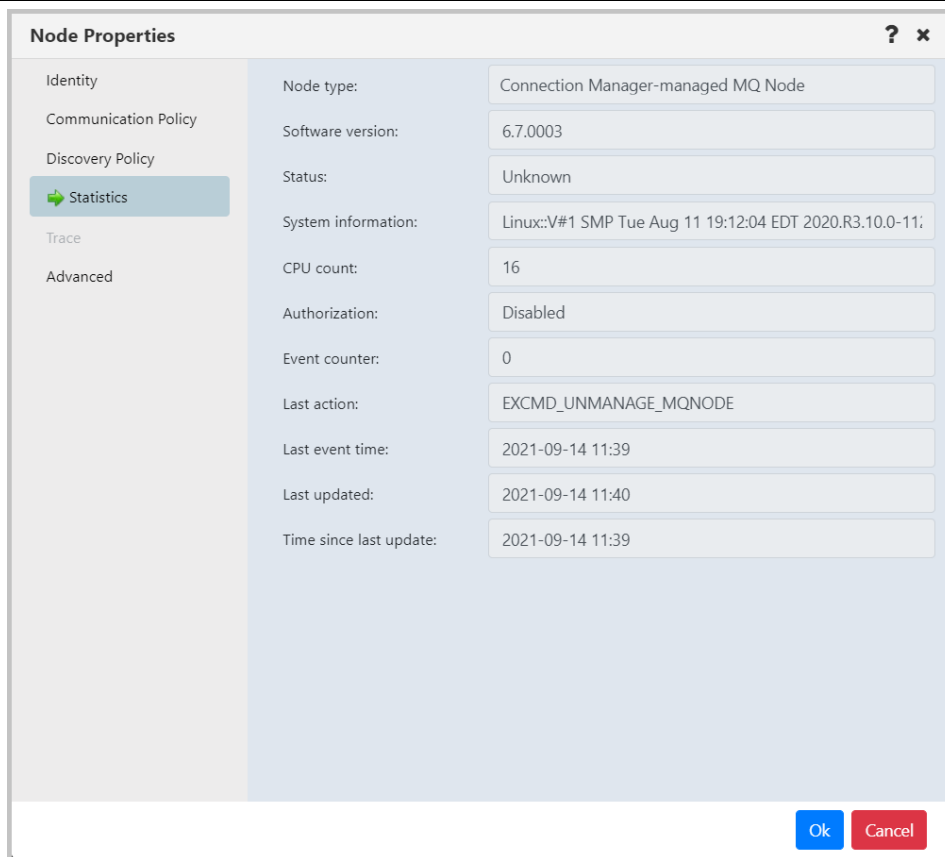 Node Properties ? ×
Identity
Communication Policy
Discovery Policy
Statistics
Trace
Advanced
Node type: Connection Manager-managed MQ Node
Software version: 6.7.0003
Status: Unknown
System information: Linux::V#1 SMP Tue Aug 11 19:12:04 EDT 2020.R3.10.0-11
CPU count: 16
Authorization: Disabled
Event counter: 0
Last action: EXCMD_UNMANAGE_MQNODE
Last event time: 2021-09-14 11:39
Last updated: 2021-09-14 11:40
Time since last update: 2021-09-14 11:39
Ok Cancel